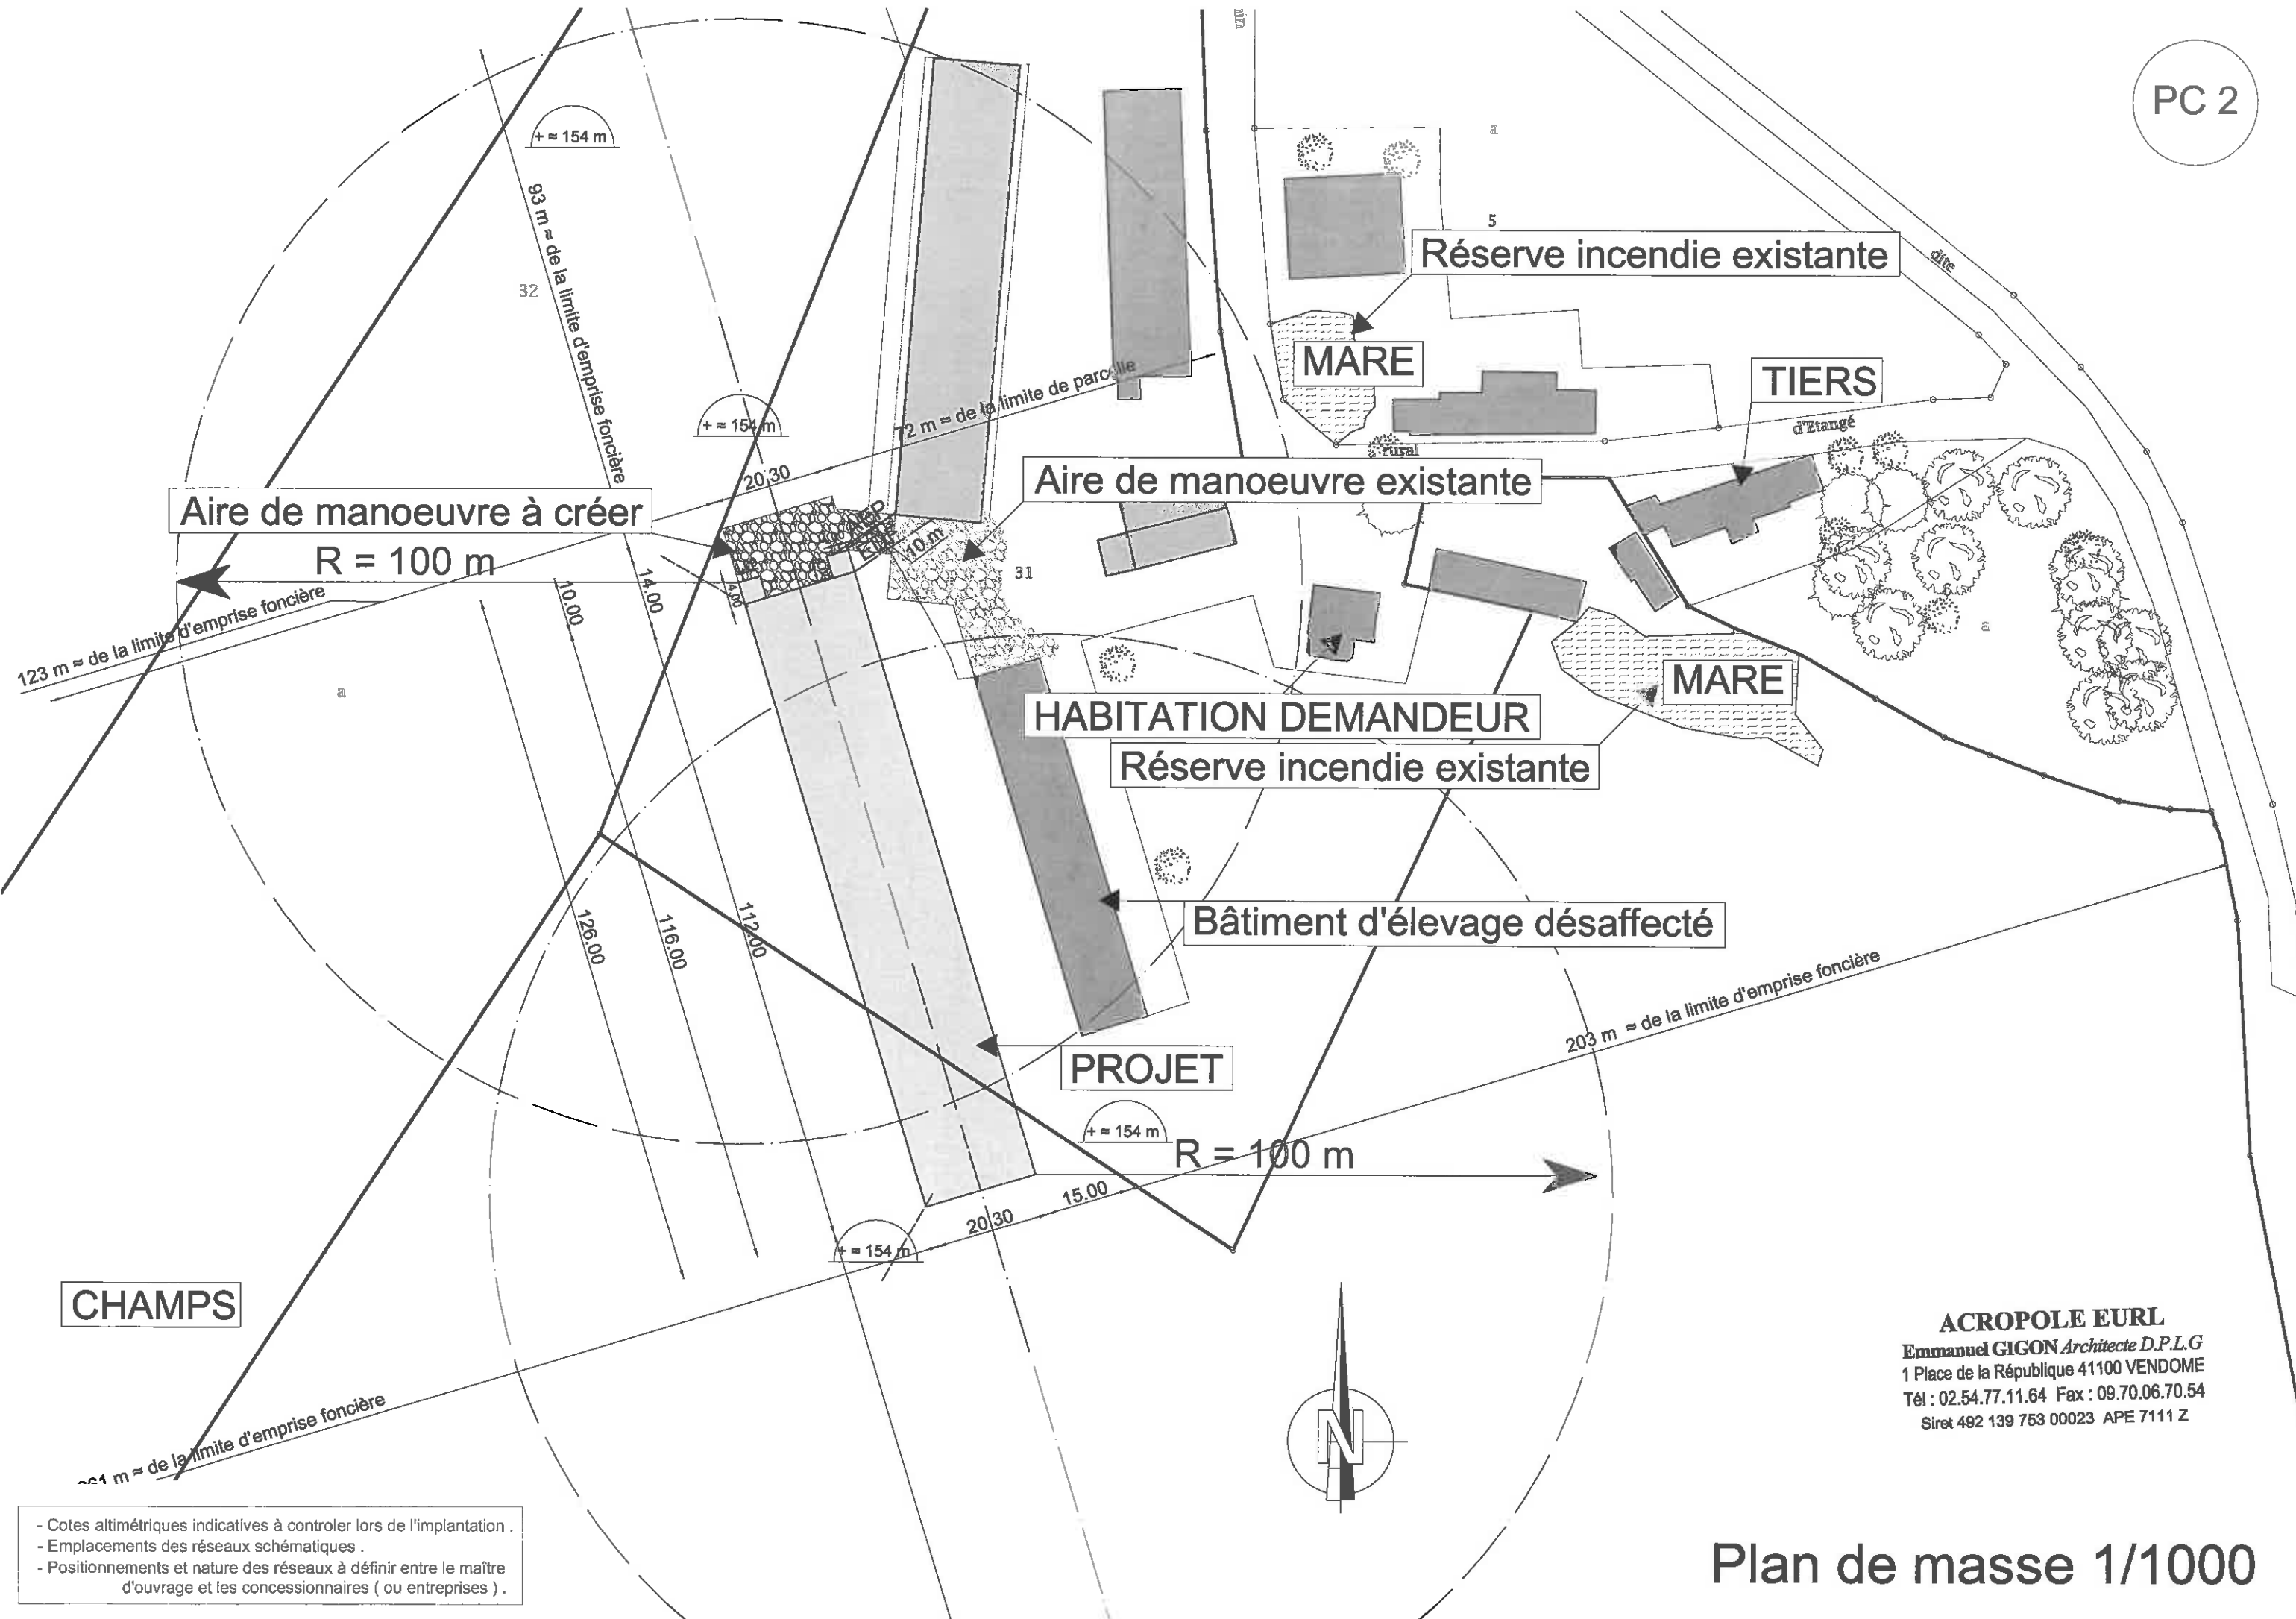 PC 2
+ ≈ 154 m
93 m ≈ de la limite d'emprise foncière
32
a
5
Réserve incendie existante
dite
MARE
TIERS
+ ≈ 154 m
72 m ≈ de la limite de parcelle
d'Etangé
rural
20,30
Aire de manoeuvre existante
Aire de manoeuvre à créer
R = 100 m
10 m
31
10.00
14.00
4.00
123 m ≈ de la limite d'emprise foncière
a
a
MARE
HABITATION DEMANDEUR
Réserve incendie existante
126.00
116.00
112.00
Bâtiment d'élevage désaffecté
203 m ≈ de la limite d'emprise foncière
PROJET
+ ≈ 154 m
R = 100 m
15.00
20,30
+ ≈ 154 m
CHAMPS
m ≈ de la limite d'emprise foncière
N
ACROPOLE EURL
Emmanuel GIGON Architecte D.P.L.G
1 Place de la République 41100 VENDOME
Tél : 02.54.77.11.64 Fax : 09.70.06.70.54
Siret 492 139 753 00023 APE 7111 Z
- Cotes altimétriques indicatives à controler lors de l'implantation .
- Emplacements des réseaux schématiques .
- Positionnements et nature des réseaux à définir entre le maître
d'ouvrage et les concessionnaires ( ou entreprises ) .
Plan de masse 1/1000